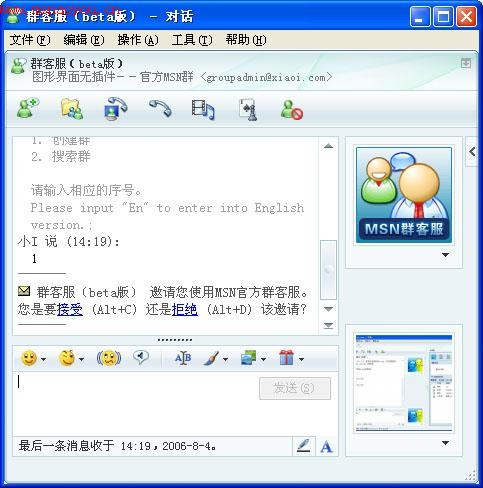 群客服(beta版) - 对话
文件(F) 编辑(E) 操作(A) 工具(T) 帮助(H)
群客服(beta版)
图形界面无插件--官方MSN群 <groupadmin@xiaoi.com>
1. 创建群
2. 搜索群
请输入相应的序号。
Please input "En" to enter into English
version.;
小I 说 (14:19):
1
群客服(beta版) 邀请您使用MSN官方群客服。
您是要接受 (Alt+C) 还是拒绝 (Alt+D) 该邀请?
MSN群客服
发送(S)
最后一条消息收于 14:19,2006-8-4。